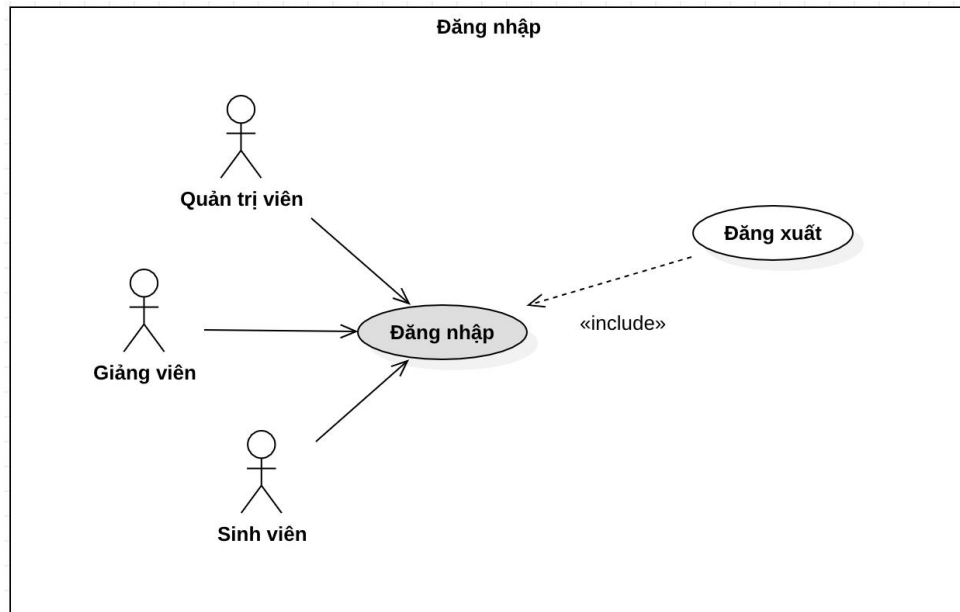 Đăng nhập
Quản trị viên
Đăng xuất
«include»
Đăng nhập
Giảng viên
Sinh viên